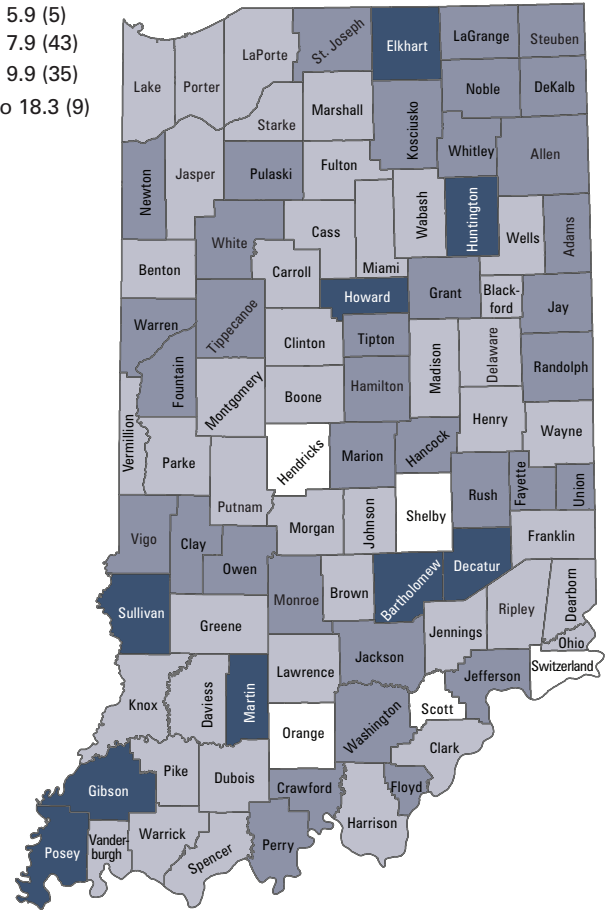 5.9 (5)
7.9 (43)
9.9 (35)
o 18.3 (9)
St. Joseph
Elkhart
LaGrange
Steuben
LaPorte
Lake
Porter
Noble
DeKalb
Marshall
Starke
Kosciusko
Whitley
Allen
Fulton
Newton
Jasper
Pulaski
Wabash
Huntington
Wells
Adams
White
Cass
Miami
Benton
Carroll
Howard
Grant
Black-
ford
Jay
Warren
Tippecanoe
Clinton
Tipton
Madison
Delaware
Randolph
Fountain
Montgomery
Boone
Hamilton
Henry
Wayne
Vermillion
Parke
Hendricks
Marion
Hancock
Rush
Fayette
Union
Putnam
Morgan
Johnson
Shelby
Franklin
Vigo
Clay
Owen
Monroe
Brown
Bartholomew
Decatur
Dearborn
Sullivan
Greene
Jennings
Ripley
Ohio
Switzerland
Jackson
Jefferson
Lawrence
Knox
Daviess
Martin
Orange
Washington
Scott
Clark
Gibson
Pike
Dubois
Crawford
Floyd
Harrison
Posey
Vander-
burgh
Warrick
Spencer
Perry